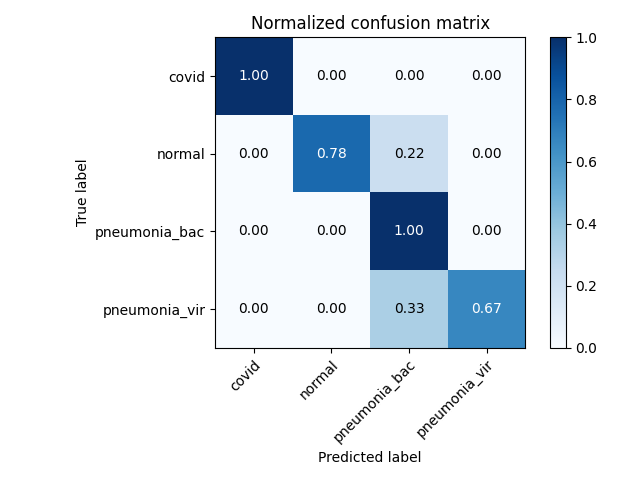 Normalized confusion matrix
True label
covid 1.00 0.00 0.00 0.00
normal 0.00 0.78 0.22 0.00
pneumonia_bac 0.00 0.00 1.00 0.00
pneumonia_vir 0.00 0.00 0.33 0.67
covid normal pneumonia_bac pneumonia_vir
Predicted label
1.0
0.8
0.6
0.4
0.2
0.0